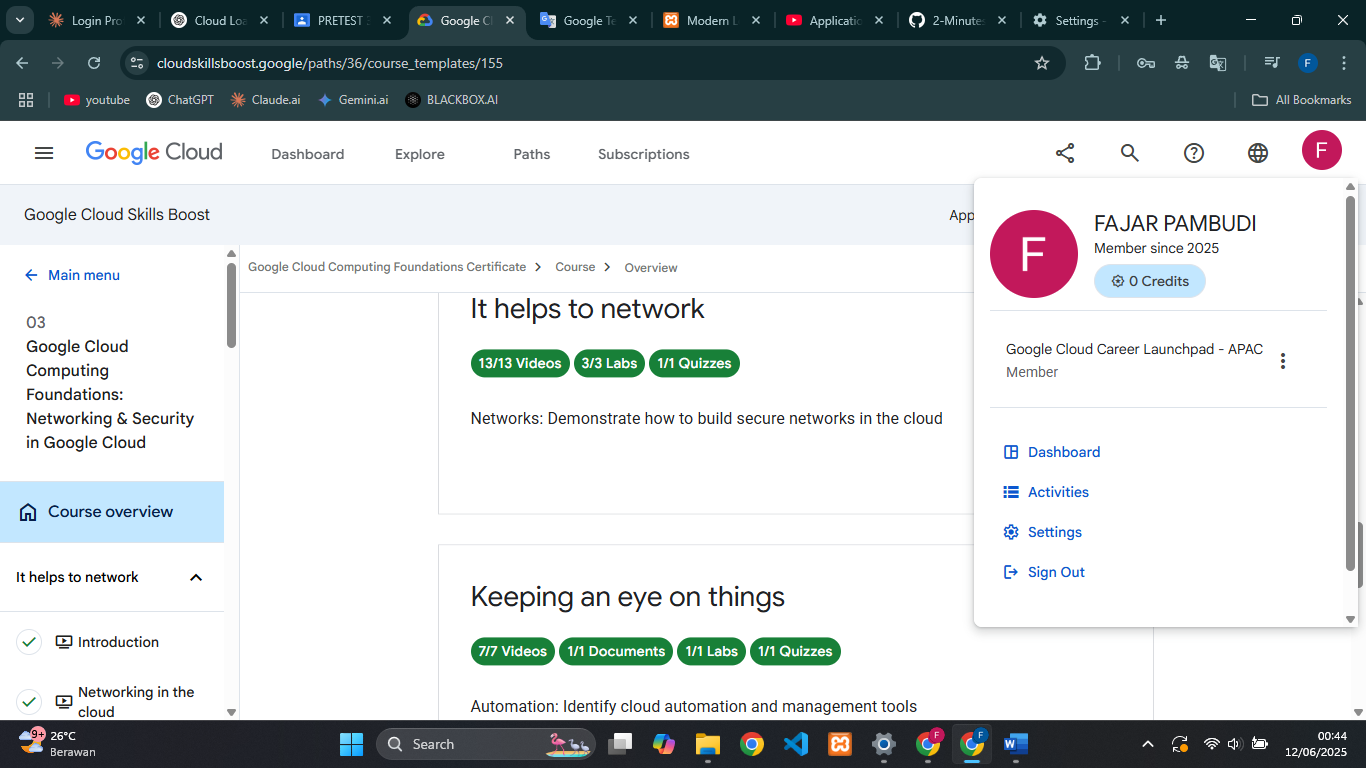 Login Pro
Cloud Loa
PRETEST 3
Google Cl
Google Te
Modern L
Applicatio
2-Minute
Settings -
cloudskillsboost.google/paths/36/course_templates/155
F
youtube
ChatGPT
Claude.ai
Gemini.ai
BLACKBOX.AI
All Bookmarks
Google Cloud
Dashboard
Explore
Paths
Subscriptions
F
Google Cloud Skills Boost
App
Main menu
03
Google Cloud
Computing
Foundations:
Networking & Security
in Google Cloud
Course overview
It helps to network
Introduction
Networking in the
cloud
Google Cloud Computing Foundations Certificate
Course
Overview
It helps to network
13/13 Videos
3/3 Labs
1/1 Quizzes
Networks: Demonstrate how to build secure networks in the cloud
Keeping an eye on things
7/7 Videos
1/1 Documents
1/1 Labs
1/1 Quizzes
Automation: Identify cloud automation and management tools
F
FAJAR PAMBUDI
Member since 2025
0 Credits
Google Cloud Career Launchpad - APAC
Member
Dashboard
Activities
Settings
Sign Out
9+
26°C
Berawan
Search
F
F
00:44
12/06/2025